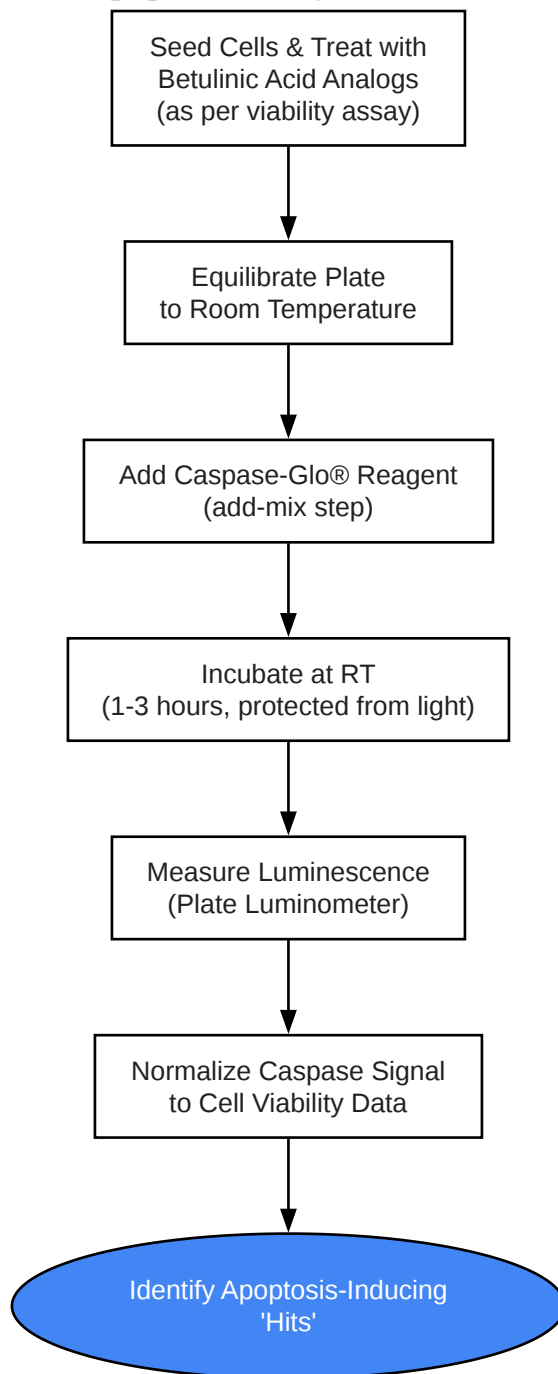 Seed Cells & Treat with
Betulinic Acid Analogs
(as per viability assay)
Equilibrate Plate
to Room Temperature
Add Caspase-Glo® Reagent
(add-mix step)
Incubate at RT
(1-3 hours, protected from light)
Measure Luminescence
(Plate Luminometer)
Normalize Caspase Signal
to Cell Viability Data
Identify Apoptosis-Inducing
'Hits'